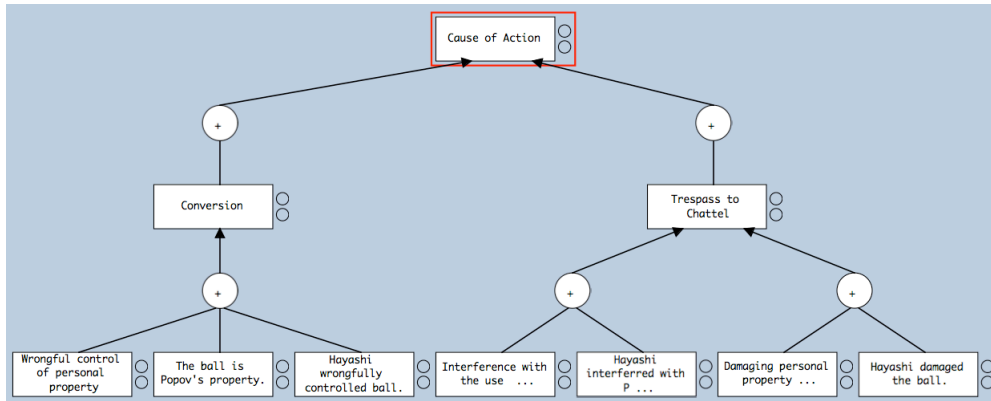 Cause of Action
+
+
Conversion
Trespass to
Chattel
+
+
+
Wrongful control
of personal
property
The ball is
Popov's property.
Hayashi
wrongfully
controlled ball.
Interference with
the use ...
Hayashi
interferred with
P ...
Damaging personal
property ...
Hayashi damaged
the ball.